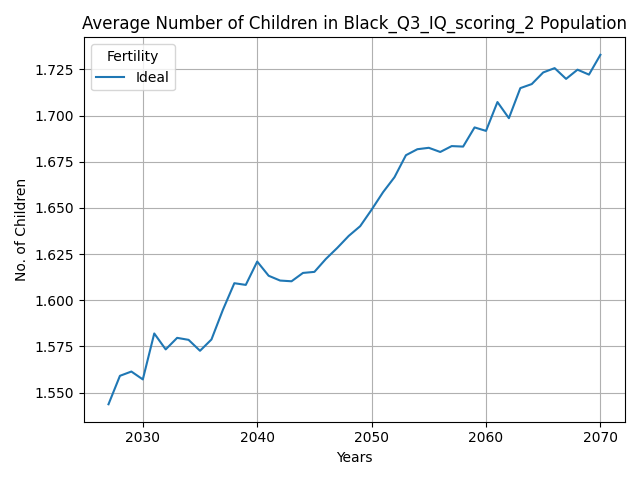 Average Number of Children in Black_Q3_IQ_scoring_2 Population
Fertility
Ideal
No. of Children
1.725
1.700
1.675
1.650
1.625
1.600
1.575
1.550
2030 2040 2050 2060 2070
Years